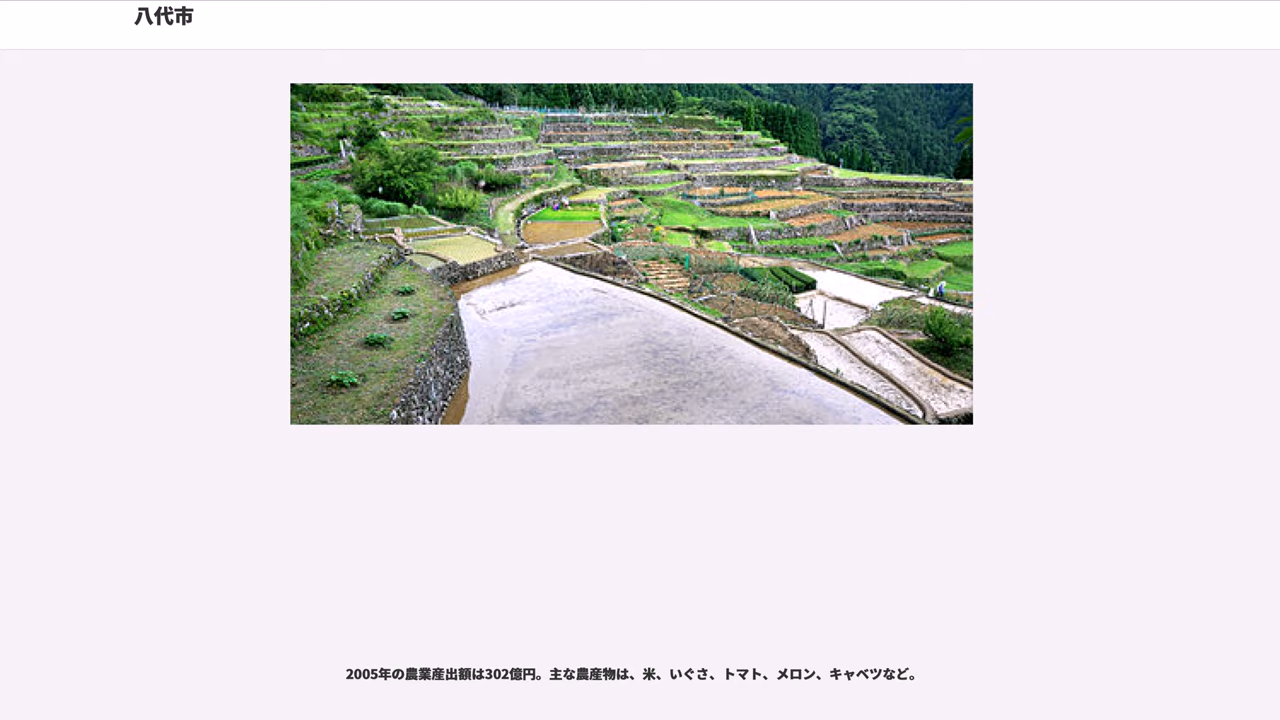 八代市
2005年の農業産出額は302億円。主な農産物は、米、いぐさ、トマト、メロン、キャベツなど。